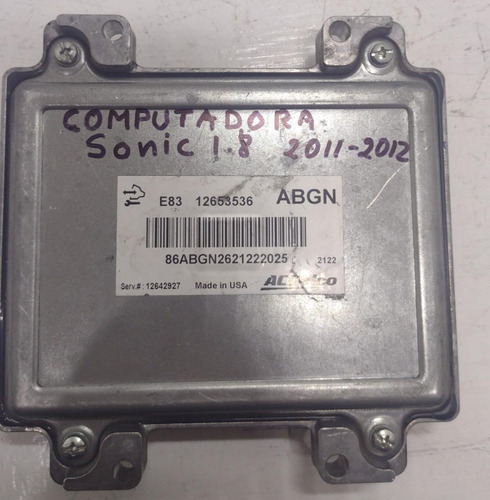 COMPUTADORA
Sonic 1.8 2011-2012
E83 12653536 ABGN
86ABGN2621222025 2122
Serv.#: 12642927 Made in USA ACDelco